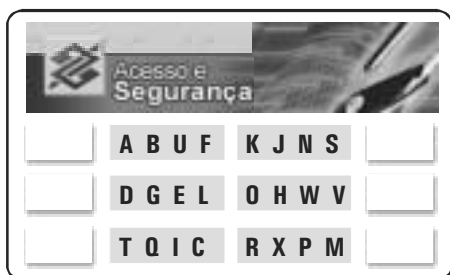 Acesso e
Segurança
A B U F K J N S
D G E L O H W V
T Q I C R X P M